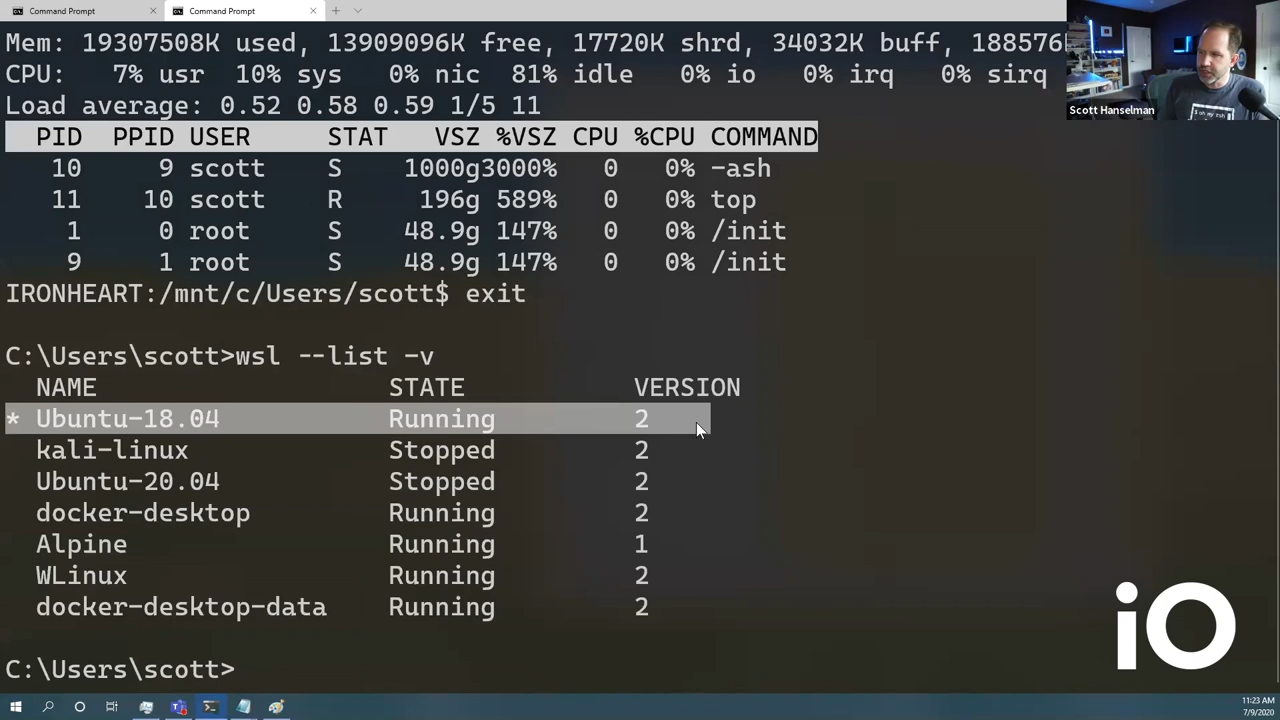 Command Prompt
Command Prompt
Mem: 19307508K used, 13909096K free, 17720K shrd, 34032K buff, 188576
CPU: 7% usr 10% sys 0% nic 81% idle 0% io 0% irq 0% sirq
Load average: 0.52 0.58 0.59 1/5 11
PID PPID USER STAT VSZ %VSZ CPU %CPU COMMAND
10 9 scott S 1000g3000% 0 0% -ash
11 10 scott R 196g 589% 0 0% top
1 0 root S 48.9g 147% 0 0% /init
9 1 root S 48.9g 147% 0 0% /init
IRONHEART:/mnt/c/Users/scott$ exit
C:\Users\scott>wsl --list -v
NAME STATE VERSION
* Ubuntu-18.04 Running 2
kali-linux Stopped 2
Ubuntu-20.04 Stopped 2
docker-desktop Running 2
Alpine Running 1
WLinux Running 2
docker-desktop-data Running 2
C:\Users\scott>
Scott Hanselman
iO
11:23 AM
7/9/2020